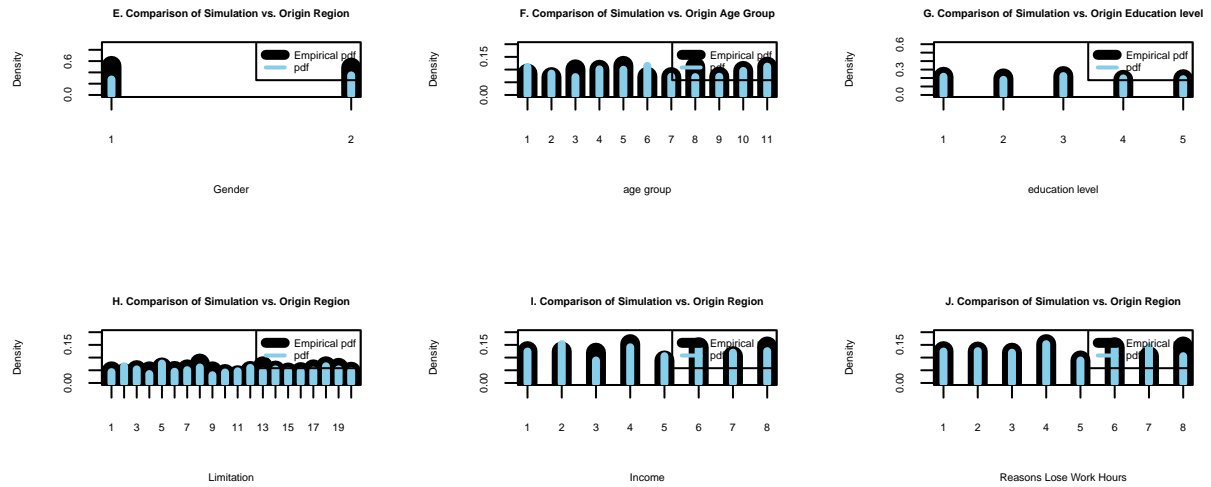 E. Comparison of Simulation vs. Origin Region
Density
0.0 0.6
Empirical pdf
pdf
1 2
Gender
F. Comparison of Simulation vs. Origin Age Group
Density
0.00 0.15
Empirical pdf
pdf
1 2 3 4 5 6 7 8 9 10 11
age group
G. Comparison of Simulation vs. Origin Education level
Density
0.0 0.3 0.6
Empirical pdf
pdf
1 2 3 4 5
education level
H. Comparison of Simulation vs. Origin Region
Density
0.00 0.15
Empirical pdf
pdf
1 3 5 7 9 11 13 15 17 19
Limitation
I. Comparison of Simulation vs. Origin Region
Density
0.00 0.15
Empirical pdf
pdf
1 2 3 4 5 6 7 8
Income
J. Comparison of Simulation vs. Origin Region
Density
0.00 0.15
Empirical pdf
pdf
1 2 3 4 5 6 7 8
Reasons Lose Work Hours